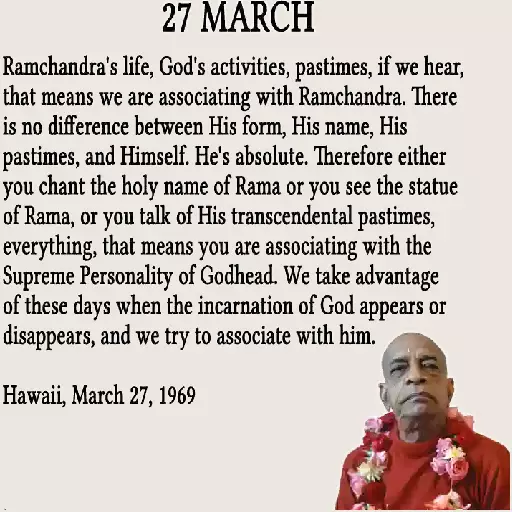 27 MARCH
Ramchandra's life, God's activities, pastimes, if we hear,
that means we are associating with Ramchandra. There
is no difference between His form, His name, His
pastimes, and Himself. He's absolute. Therefore either
you chant the holy name of Rama or you see the statue
of Rama, or you talk of His transcendental pastimes,
everything, that means you are associating with the
Supreme Personality of Godhead. We take advantage
of these days when the incarnation of God appears or
disappears, and we try to associate with him.
Hawaii, March 27, 1969